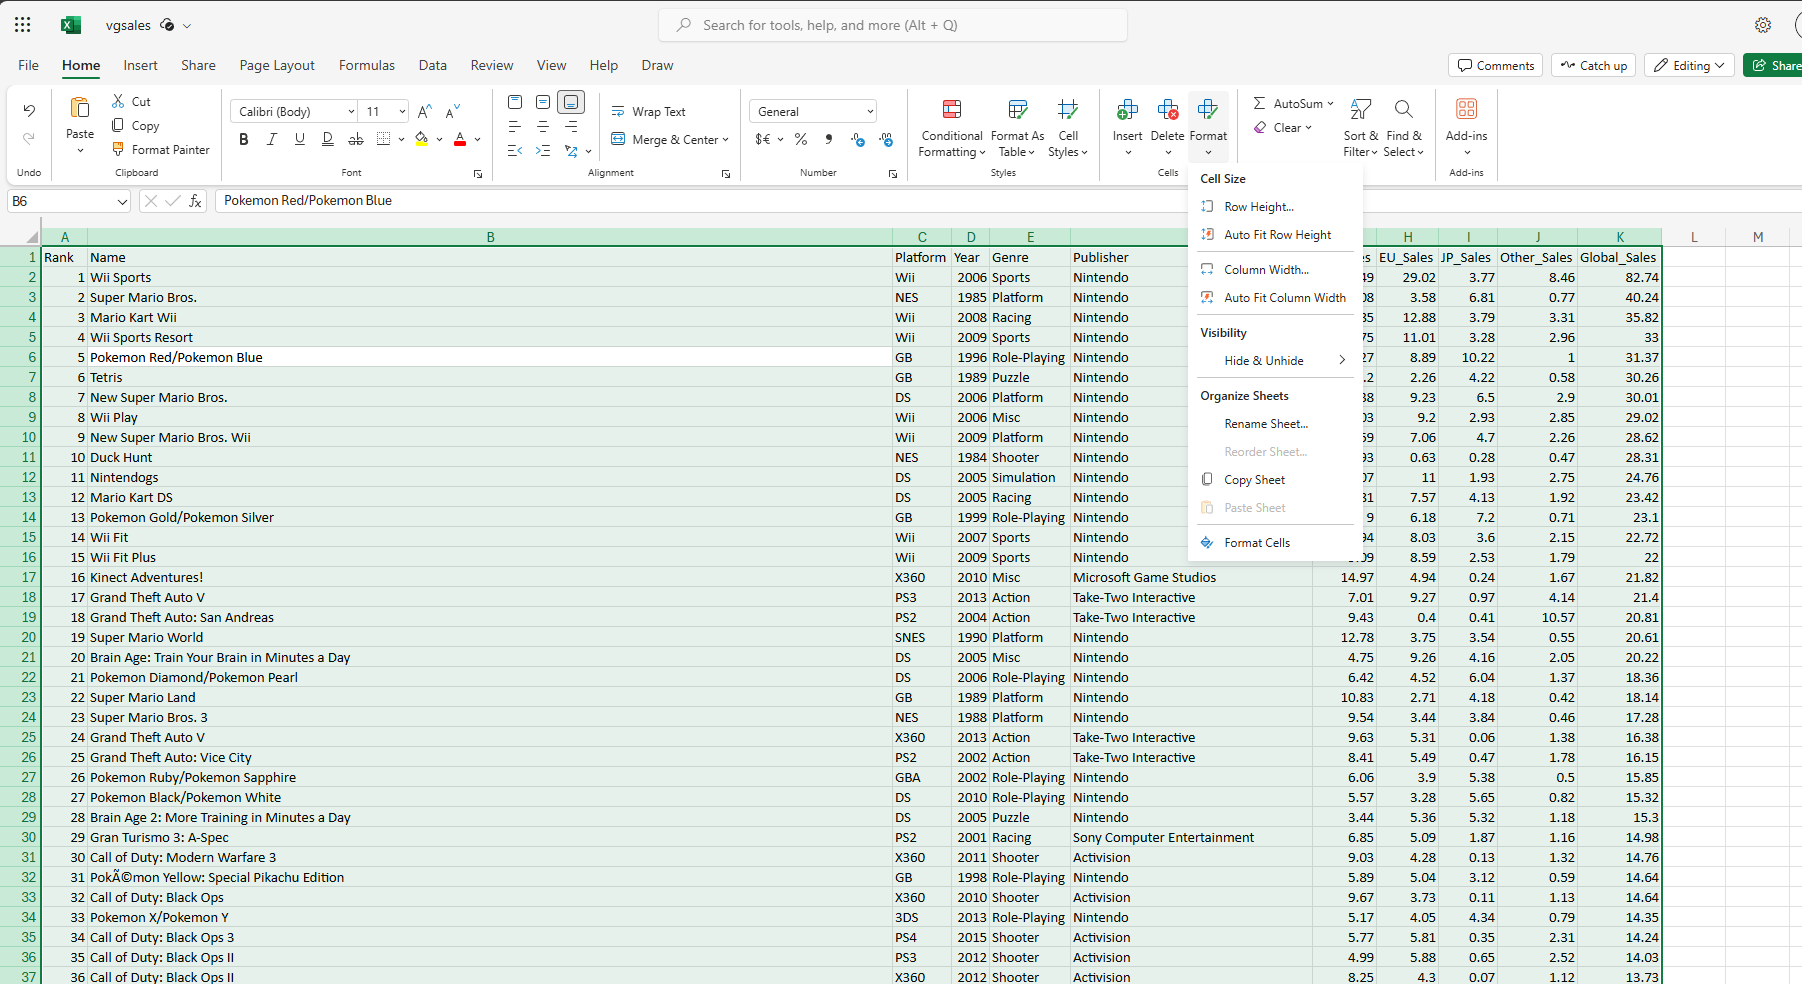 vgsales
Search for tools, help, and more (Alt + Q)
File Home Insert Share Page Layout Formulas Data Review View Help Draw
Comments Catch up Editing Share
Paste Cut Copy Format Painter
Calibri (Body) 11
B I U D ab A
Wrap Text
Merge & Center
General
$€ % 9
Conditional Formatting Format As Table Cell Styles
Insert Delete Format
AutoSum
Clear
Sort & Filter Find & Select
Add-ins
Undo Clipboard Font Alignment Number Styles Cells Add-ins
B6 fx Pokemon Red/Pokemon Blue
Cell Size
Row Height...
Auto Fit Row Height
Column Width...
Auto Fit Column Width
Visibility
Hide & Unhide
Organize Sheets
Rename Sheet...
Reorder Sheet...
Copy Sheet
Paste Sheet
Format Cells
A B C D E H I J K L M
1 Rank Name Platform Year Genre Publisher es EU_Sales JP_Sales Other_Sales Global_Sales
2 1 Wii Sports Wii 2006 Sports Nintendo 49 29.02 3.77 8.46 82.74
3 2 Super Mario Bros. NES 1985 Platform Nintendo 08 3.58 6.81 0.77 40.24
4 3 Mario Kart Wii Wii 2008 Racing Nintendo 85 12.88 3.79 3.31 35.82
5 4 Wii Sports Resort Wii 2009 Sports Nintendo 75 11.01 3.28 2.96 33
6 5 Pokemon Red/Pokemon Blue GB 1996 Role-Playing Nintendo 27 8.89 10.22 1 31.37
7 6 Tetris GB 1989 Puzzle Nintendo .2 2.26 4.22 0.58 30.26
8 7 New Super Mario Bros. DS 2006 Platform Nintendo 38 9.23 6.5 2.9 30.01
9 8 Wii Play Wii 2006 Misc Nintendo 03 9.2 2.93 2.85 29.02
10 9 New Super Mario Bros. Wii Wii 2009 Platform Nintendo 59 7.06 4.7 2.26 28.62
11 10 Duck Hunt NES 1984 Shooter Nintendo 93 0.63 0.28 0.47 28.31
12 11 Nintendogs DS 2005 Simulation Nintendo 07 11 1.93 2.75 24.76
13 12 Mario Kart DS DS 2005 Racing Nintendo 81 7.57 4.13 1.92 23.42
14 13 Pokemon Gold/Pokemon Silver GB 1999 Role-Playing Nintendo 9 6.18 7.2 0.71 23.1
15 14 Wii Fit Wii 2007 Sports Nintendo 94 8.03 3.6 2.15 22.72
16 15 Wii Fit Plus Wii 2009 Sports Nintendo .09 8.59 2.53 1.79 22
17 16 Kinect Adventures! X360 2010 Misc Microsoft Game Studios 14.97 4.94 0.24 1.67 21.82
18 17 Grand Theft Auto V PS3 2013 Action Take-Two Interactive 7.01 9.27 0.97 4.14 21.4
19 18 Grand Theft Auto: San Andreas PS2 2004 Action Take-Two Interactive 9.43 0.4 0.41 10.57 20.81
20 19 Super Mario World SNES 1990 Platform Nintendo 12.78 3.75 3.54 0.55 20.61
21 20 Brain Age: Train Your Brain in Minutes a Day DS 2005 Misc Nintendo 4.75 9.26 4.16 2.05 20.22
22 21 Pokemon Diamond/Pokemon Pearl DS 2006 Role-Playing Nintendo 6.42 4.52 6.04 1.37 18.36
23 22 Super Mario Land GB 1989 Platform Nintendo 10.83 2.71 4.18 0.42 18.14
24 23 Super Mario Bros. 3 NES 1988 Platform Nintendo 9.54 3.44 3.84 0.46 17.28
25 24 Grand Theft Auto V X360 2013 Action Take-Two Interactive 9.63 5.31 0.06 1.38 16.38
26 25 Grand Theft Auto: Vice City PS2 2002 Action Take-Two Interactive 8.41 5.49 0.47 1.78 16.15
27 26 Pokemon Ruby/Pokemon Sapphire GBA 2002 Role-Playing Nintendo 6.06 3.9 5.38 0.5 15.85
28 27 Pokemon Black/Pokemon White DS 2010 Role-Playing Nintendo 5.57 3.28 5.65 0.82 15.32
29 28 Brain Age 2: More Training in Minutes a Day DS 2005 Puzzle Nintendo 3.44 5.36 5.32 1.18 15.3
30 29 Gran Turismo 3: A-Spec PS2 2001 Racing Sony Computer Entertainment 6.85 5.09 1.87 1.16 14.98
31 30 Call of Duty: Modern Warfare 3 X360 2011 Shooter Activision 9.03 4.28 0.13 1.32 14.76
32 31 PokÃ©mon Yellow: Special Pikachu Edition GB 1998 Role-Playing Nintendo 5.89 5.04 3.12 0.59 14.64
33 32 Call of Duty: Black Ops X360 2010 Shooter Activision 9.67 3.73 0.11 1.13 14.64
34 33 Pokemon X/Pokemon Y 3DS 2013 Role-Playing Nintendo 5.17 4.05 4.34 0.79 14.35
35 34 Call of Duty: Black Ops 3 PS4 2015 Shooter Activision 5.77 5.81 0.35 2.31 14.24
36 35 Call of Duty: Black Ops II PS3 2012 Shooter Activision 4.99 5.88 0.65 2.52 14.03
37 36 Call of Duty: Black Ops II X360 2012 Shooter Activision 8.25 4.3 0.07 1.12 13.73